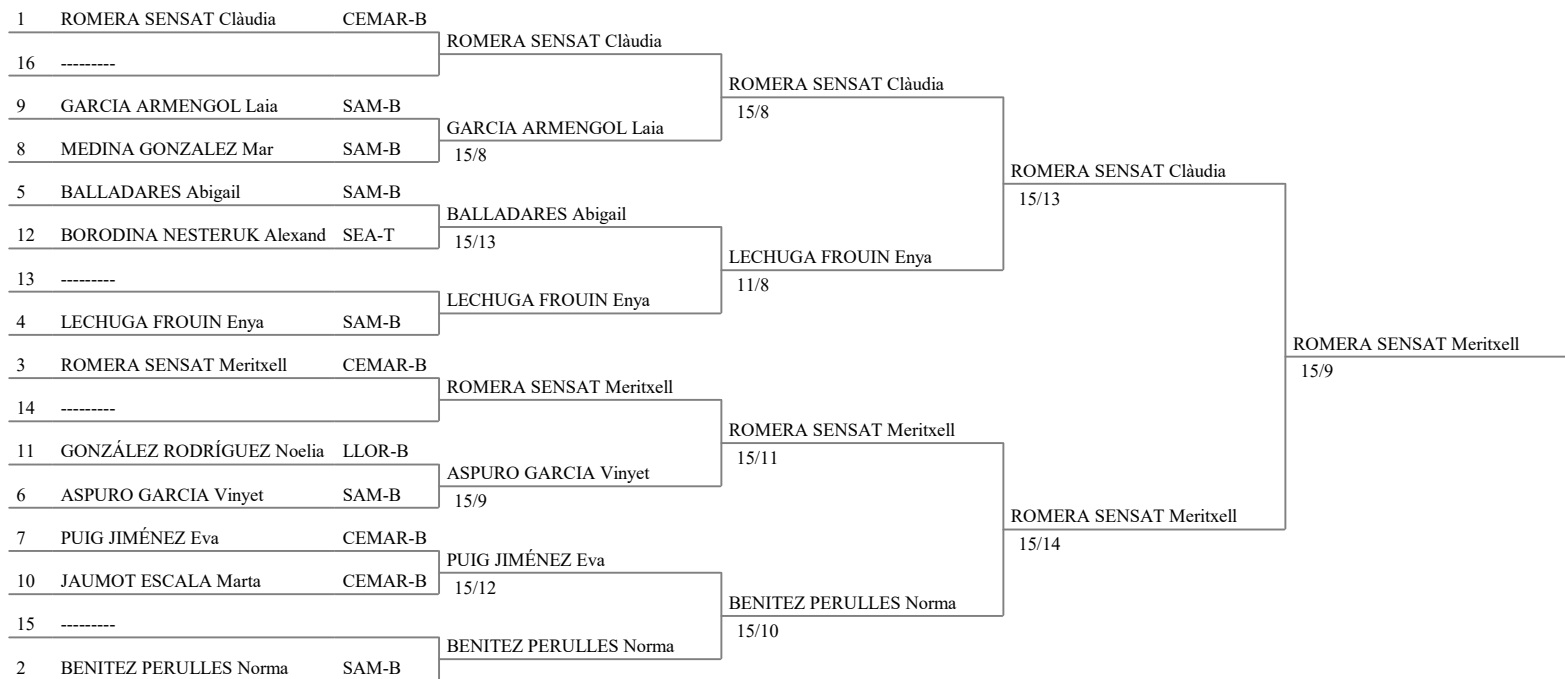 1 ROMERA SENSAT Clàudia CEMAR-B
ROMERA SENSAT Clàudia
16 ---------
ROMERA SENSAT Clàudia
9 GARCIA ARMENGOL Laia SAM-B
15/8
GARCIA ARMENGOL Laia
8 MEDINA GONZALEZ Mar SAM-B
15/8
ROMERA SENSAT Clàudia
5 BALLADARES Abigail SAM-B
15/13
BALLADARES Abigail
12 BORODINA NESTERUK Alexand SEA-T
15/13
LECHUGA FROUIN Enya
13 ---------
11/8
LECHUGA FROUIN Enya
4 LECHUGA FROUIN Enya SAM-B
ROMERA SENSAT Meritxell
3 ROMERA SENSAT Meritxell CEMAR-B
15/9
ROMERA SENSAT Meritxell
14 ---------
ROMERA SENSAT Meritxell
11 GONZÁLEZ RODRÍGUEZ Noelia LLOR-B
15/11
ASPURO GARCIA Vinyet
6 ASPURO GARCIA Vinyet SAM-B
15/9
ROMERA SENSAT Meritxell
7 PUIG JIMÉNEZ Eva CEMAR-B
15/14
PUIG JIMÉNEZ Eva
10 JAUMOT ESCALA Marta CEMAR-B
15/12
BENITEZ PERULLES Norma
15 ---------
15/10
BENITEZ PERULLES Norma
2 BENITEZ PERULLES Norma SAM-B